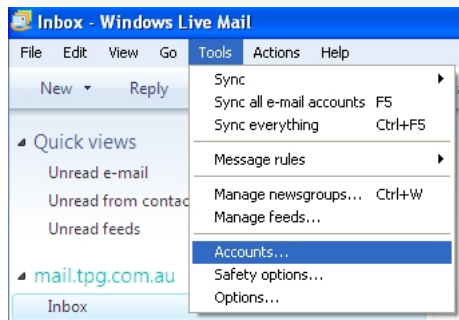 Inbox - Windows Live Mail
File Edit View Go Tools Actions Help
New Reply
Sync
Sync all e-mail accounts F5
Sync everything Ctrl+F5
Message rules
Manage newsgroups... Ctrl+W
Manage feeds...
Accounts...
Safety options...
Options...
Quick views
Unread e-mail
Unread from contac
Unread feeds
mail.tpg.com.au
Inbox